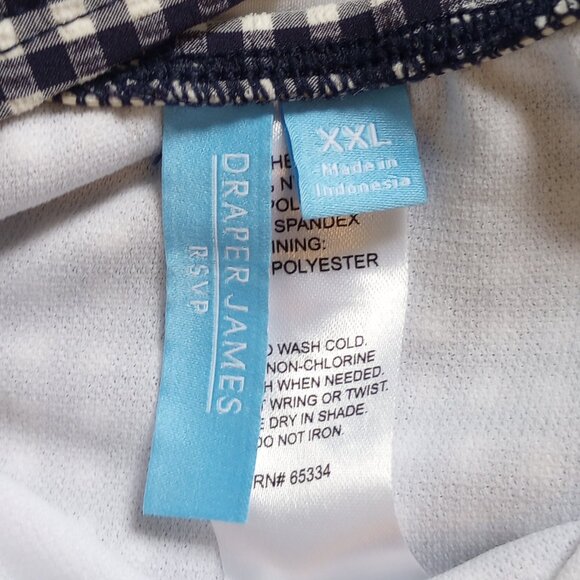 DRAPER JAMES
RSVP
XXL
Made in
Indonesia
SPANDEX
POLYESTER
WASH COLD.
NON-CHLORINE
WHEN NEEDED.
WRING OR TWIST.
DRY IN SHADE.
DO NOT IRON.
RN# 65334